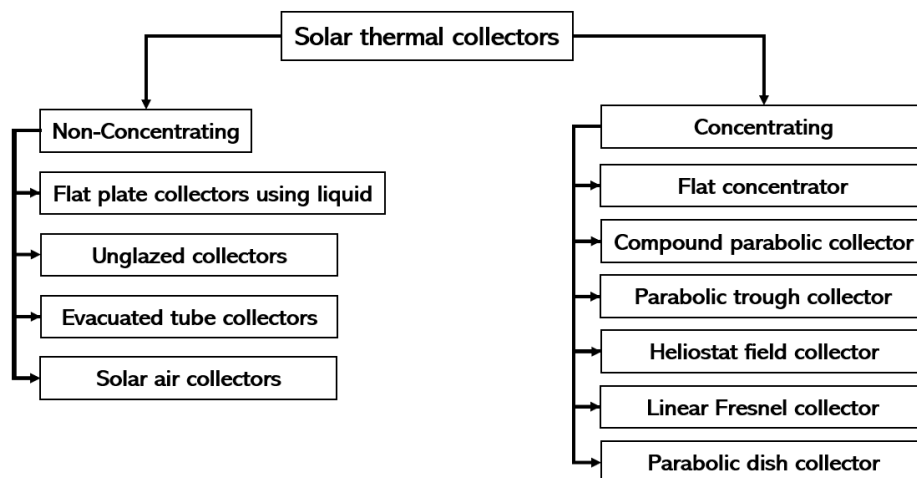 Solar thermal collectors
Non-Concentrating
Flat plate collectors using liquid
Unglazed collectors
Evacuated tube collectors
Solar air collectors
Concentrating
Flat concentrator
Compound parabolic collector
Parabolic trough collector
Heliostat field collector
Linear Fresnel collector
Parabolic dish collector